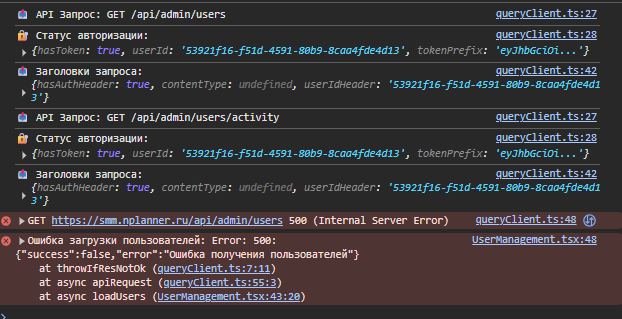 API Запрос: GET /api/admin/users queryClient.ts:27
Статус авторизации: queryClient.ts:28
{hasToken: true, userId: '53921f16-f51d-4591-80b9-8caa4fde4d13', tokenPrefix: 'eyJhbGciOi...'}
Заголовки запроса: queryClient.ts:42
{hasAuthHeader: true, contentType: undefined, userIdHeader: '53921f16-f51d-4591-80b9-8caa4fde4d1
3'}
API Запрос: GET /api/admin/users/activity queryClient.ts:27
Статус авторизации: queryClient.ts:28
{hasToken: true, userId: '53921f16-f51d-4591-80b9-8caa4fde4d13', tokenPrefix: 'eyJhbGciOi...'}
Заголовки запроса: queryClient.ts:42
{hasAuthHeader: true, contentType: undefined, userIdHeader: '53921f16-f51d-4591-80b9-8caa4fde4d1
3'}
GET https://smm.nplanner.ru/api/admin/users 500 (Internal Server Error) queryClient.ts:48
Ошибка загрузки пользователей: Error: 500: UserManagement.tsx:48
{"success":false,"error":"Ошибка получения пользователей"}
at throwIfResNotOk (queryClient.ts:7:11)
at async apiRequest (queryClient.ts:55:3)
at async loadUsers (UserManagement.tsx:43:20)